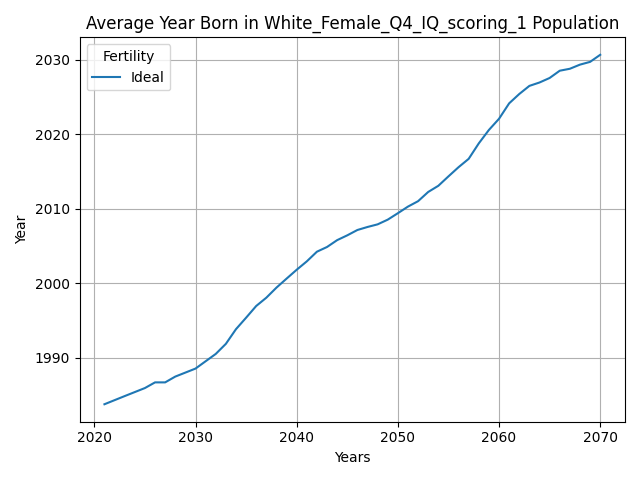 Average Year Born in White_Female_Q4_IQ_scoring_1 Population
Fertility
Ideal
2030
2020
2010
2000
1990
Year
2020 2030 2040 2050 2060 2070
Years